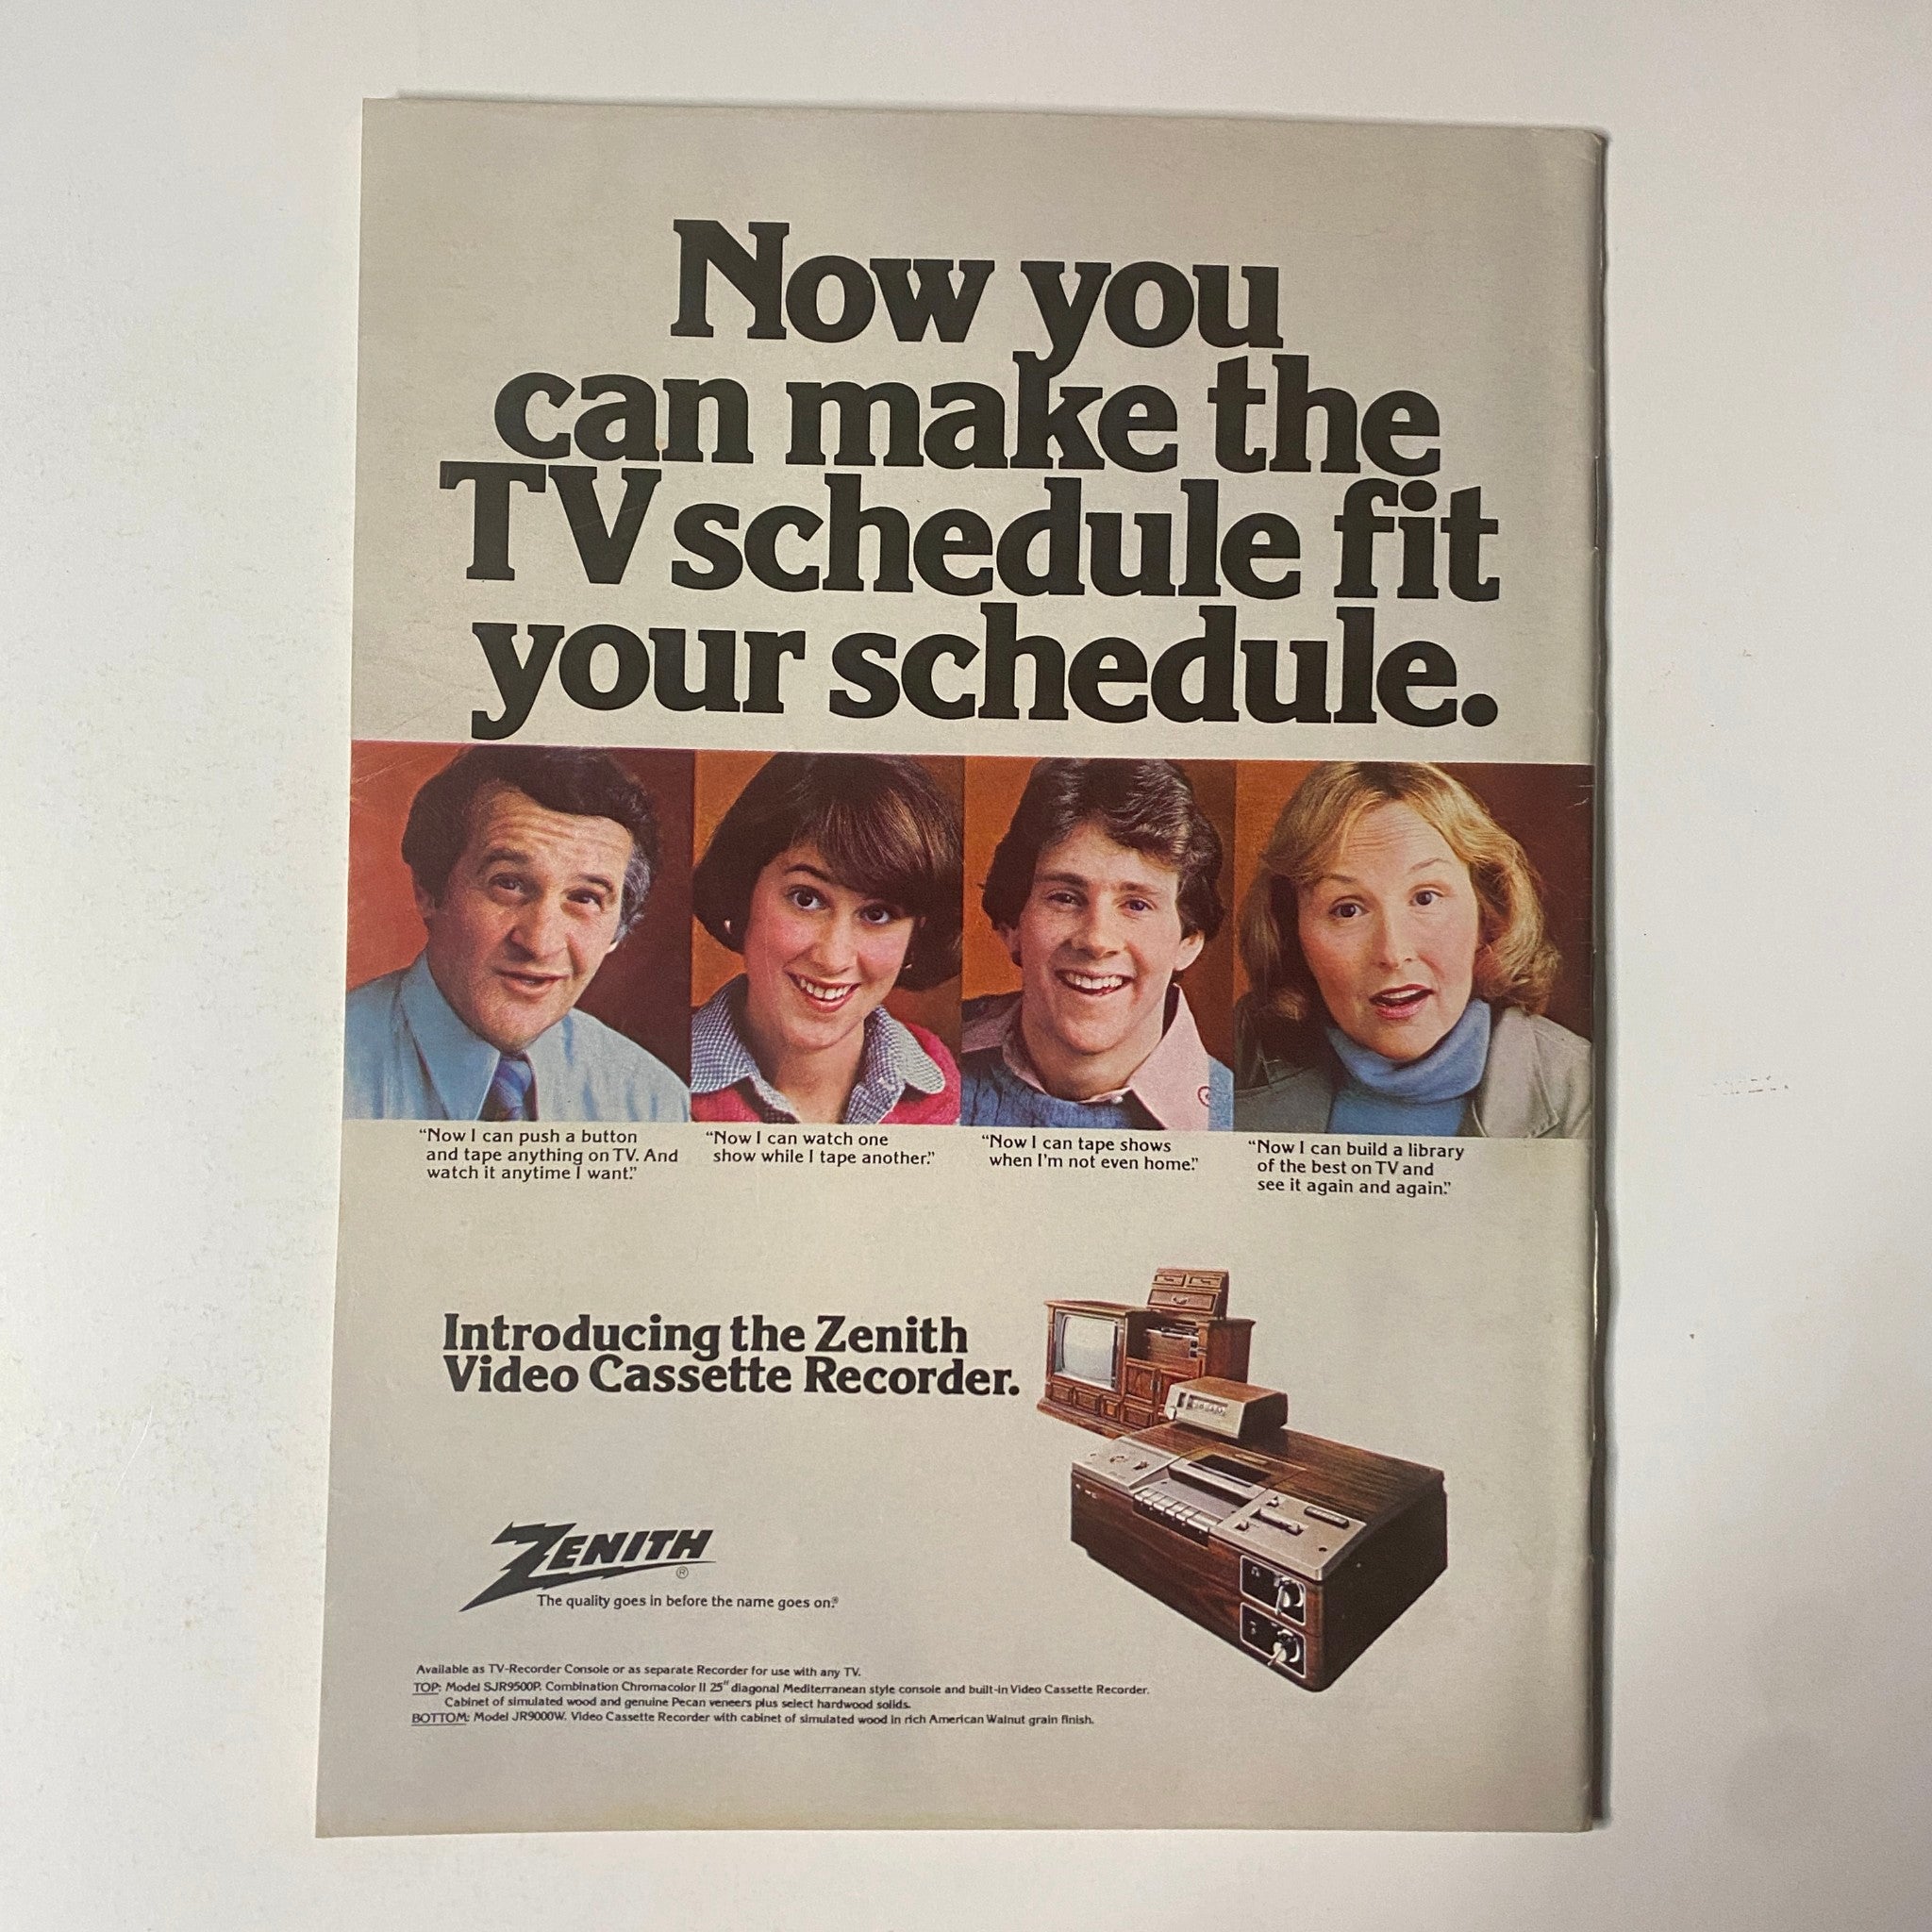 Now you
can make the
TV schedule fit
your schedule.
“Now I can push a button
and tape anything on TV. And
watch it anytime I want.”
“Now I can watch one
show while I tape another.”
“Now I can tape shows
when I'm not even home.”
“Now I can build a library
of the best on TV and
see it again and again.”
Introducing the Zenith
Video Cassette Recorder.
ZENITH
®
The quality goes in before the name goes on.®
Available as TV-Recorder Console or as separate Recorder for use with any TV.
TOP: Model SJR9500P. Combination Chromacolor II 25" diagonal Mediterranean style console and built-in Video Cassette Recorder.
Cabinet of simulated wood and genuine Pecan veneers plus select hardwood solids.
BOTTOM: Model JR9000W. Video Cassette Recorder with cabinet of simulated wood in rich American Walnut grain finish.